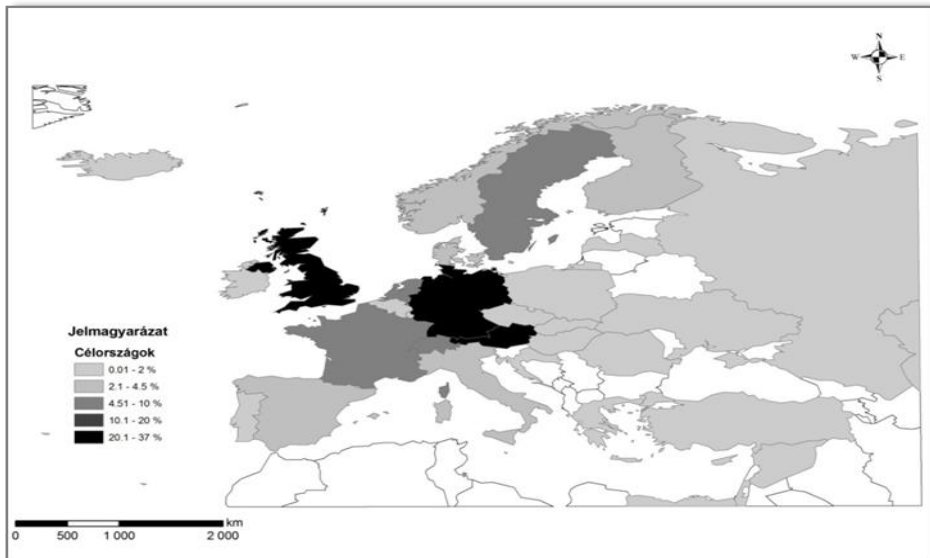 N
W E
S
Jelmagyarázat
Célországok
0.01 - 2 %
2.1 - 4.5 %
4.51 - 10 %
10.1 - 20 %
20.1 - 37 %
km
0 500 1 000 2 000